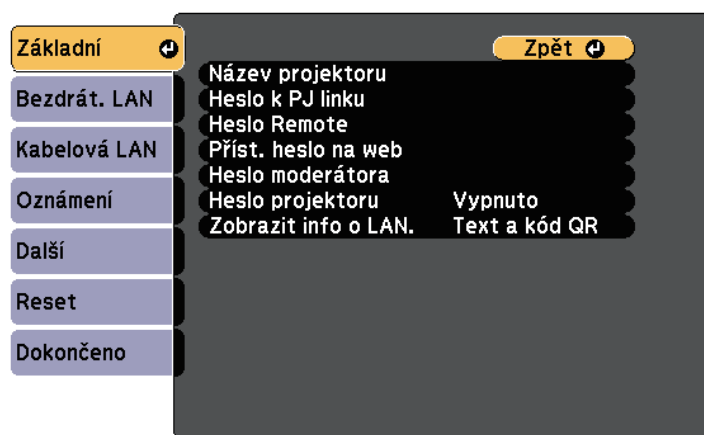 Základní
Bezdrát. LAN
Kabelová LAN
Oznámení
Další
Reset
Dokončeno
Zpět
Název projektoru
Heslo k PJ linku
Heslo Remote
Příst. heslo na web
Heslo moderátora
Heslo projektoru Vypnuto
Zobrazit info o LAN. Text a kód QR